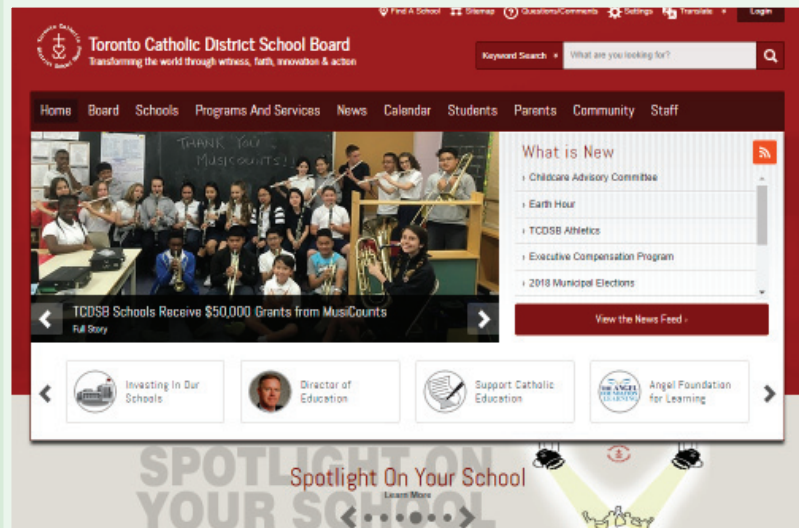 Find A School Sitemap Questions/Comments Settings Translate Login
Toronto Catholic District School Board
Transforming the world through witness, faith, innovation & action
Keyword Search What are you looking for?
Home Board Schools Programs And Services News Calendar Students Parents Community Staff
THANK YOU
MUSICOUNTS!!
TCDSB Schools Receive $50,000 Grants from MusiCounts
Full Story
What is New
› Childcare Advisory Committee
› Earth Hour
› TCDSB Athletics
› Executive Compensation Program
› 2018 Municipal Elections
View the News Feed ›
Investing In Our
Schools
Director of
Education
Support Catholic
Education
THE ANGEL
FOUNDATION
LEARNING
Angel Foundation
for Learning
SPOTLIGHT ON
YOUR SCHOOL
Spotlight On Your School
Learn More